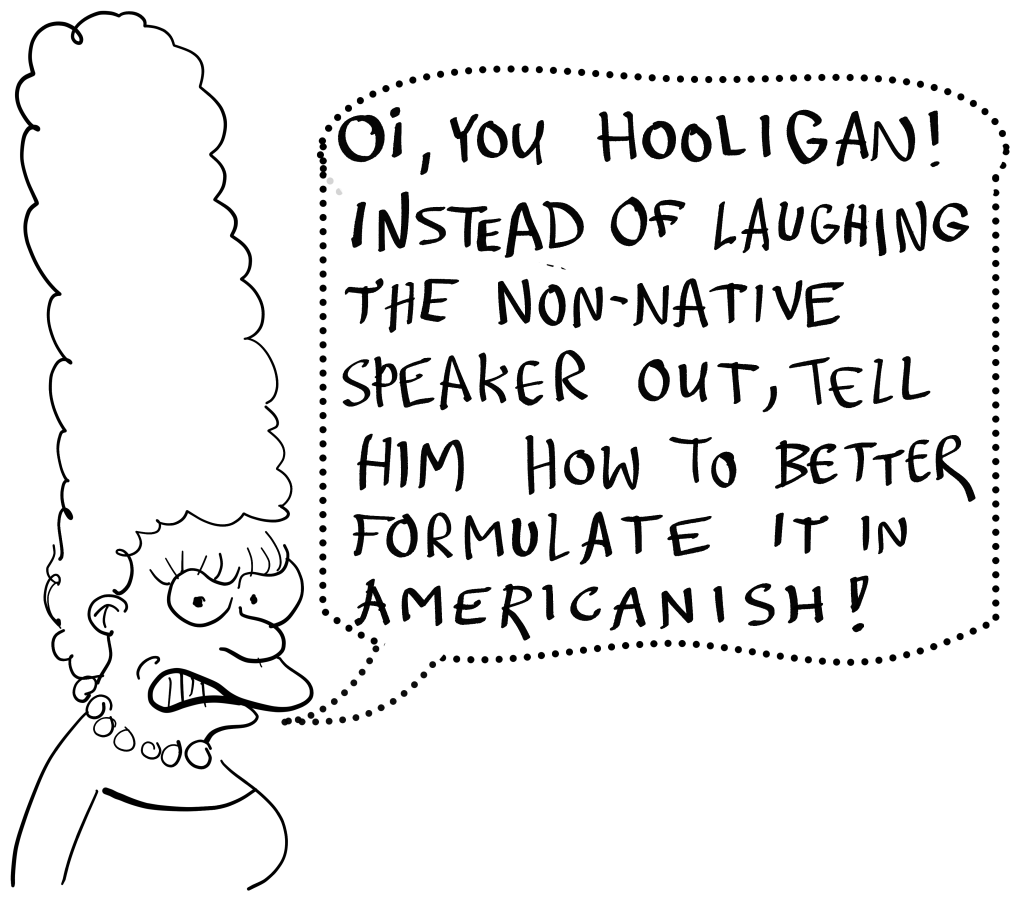 Oi, YOU HOOLIGAN!
INSTEAD OF LAUGHING
THE NON-NATIVE
SPEAKER OUT, TELL
HIM HOW TO BETTER
FORMULATE IT IN
AMERICANISH!